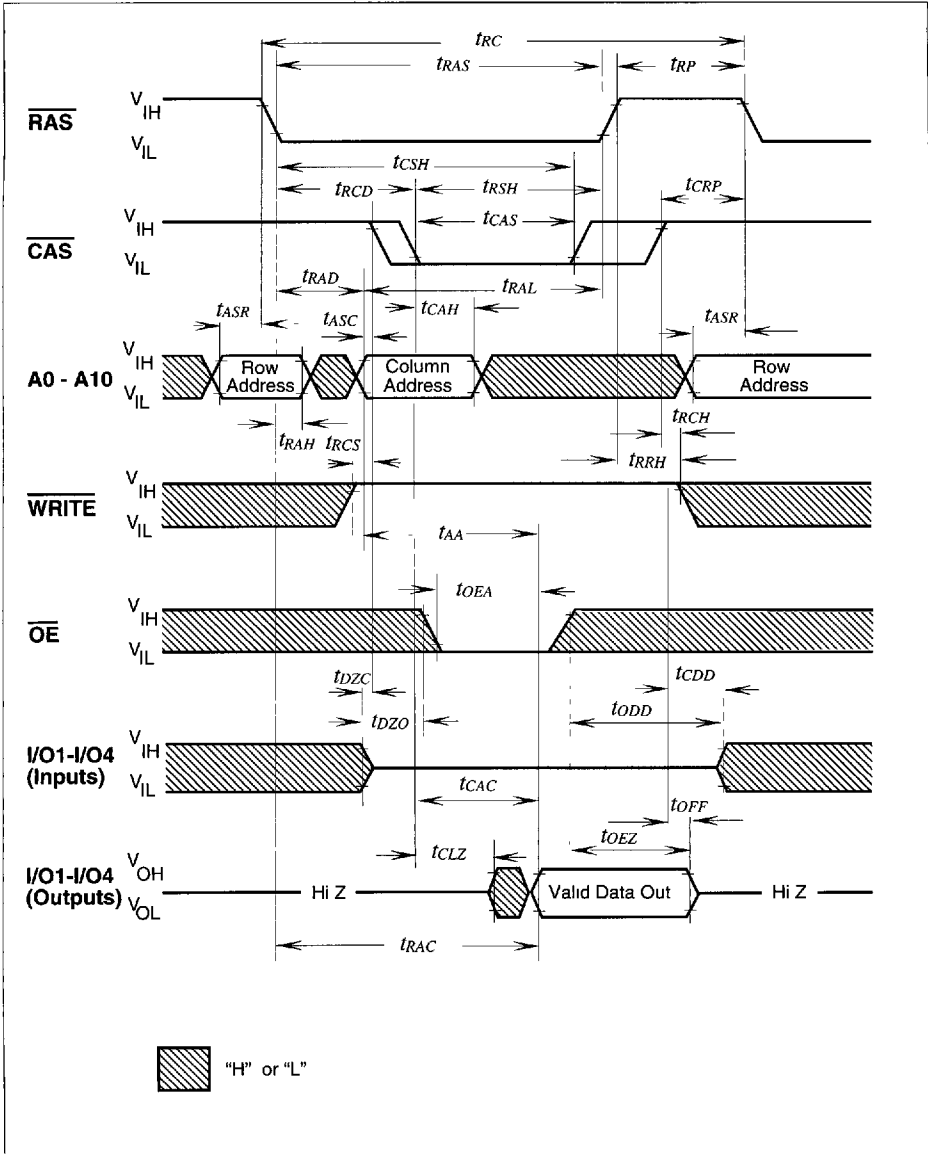 tRC
tRAS
tRP
RAS
VIH
VIL
tCSH
tRCD
tRSH
tCRP
CAS
VIH
VIL
tCAS
tRAD
tRAL
tASR
tASC
tCAH
tASR
A0 - A10
VIH
VIL
Row Address
Column Address
Row Address
tRAH
tRCS
tRCH
tRRH
WRITE
VIH
VIL
tAA
tOEA
OE
VIH
VIL
tDZC
tCDD
tDZO
tODD
I/O1-I/O4 (Inputs)
VIH
VIL
tCAC
tOFF
tCLZ
tOEZ
I/O1-I/O4 (Outputs)
VOH
VOL
Hi Z
Valid Data Out
Hi Z
tRAC
“H” or “L”